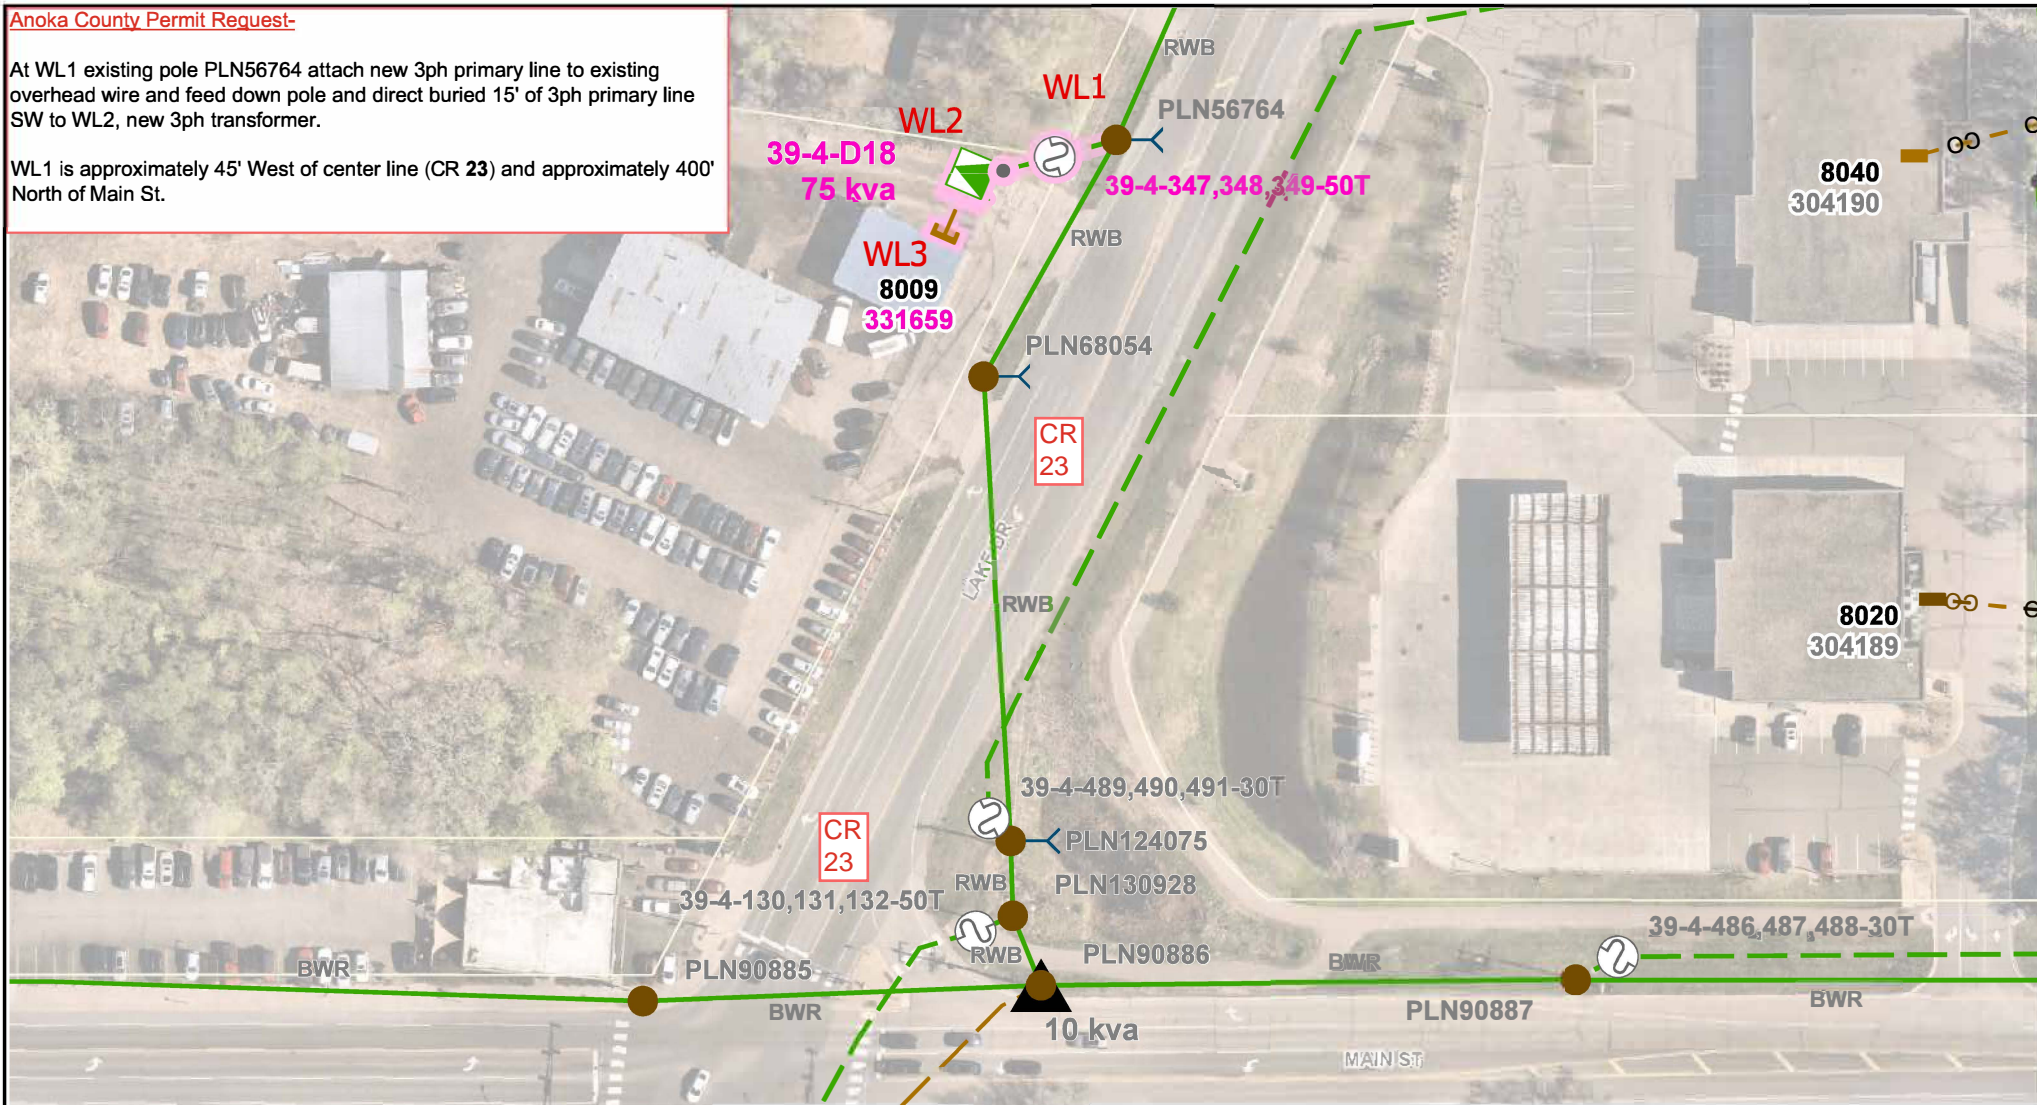 Anoka County Permit Request-
At WL1 existing pole PLN56764 attach new 3ph primary line to existing
overhead wire and feed down pole and direct buried 15' of 3ph primary line
SW to WL2, new 3ph transformer.
WL1 is approximately 45' West of center line (CR 23) and approximately 400'
North of Main St.
RWB
WL1
PLN56764
WL2
39-4-D18
75 kva
39-4-347,348,349-50T
8040
304190
RWB
WL3
8009
331659
PLN68054
CR
23
LAKE DR
RWB
8020
304189
39-4-489,490,491-30T
CR
23
PLN124075
RWB
PLN130928
39-4-130,131,132-50T
39-4-486,487,488-30T
RWB
PLN90886
BWR
PLN90885
BWR
BWR
PLN90887
BWR
10 kva
MAIN ST